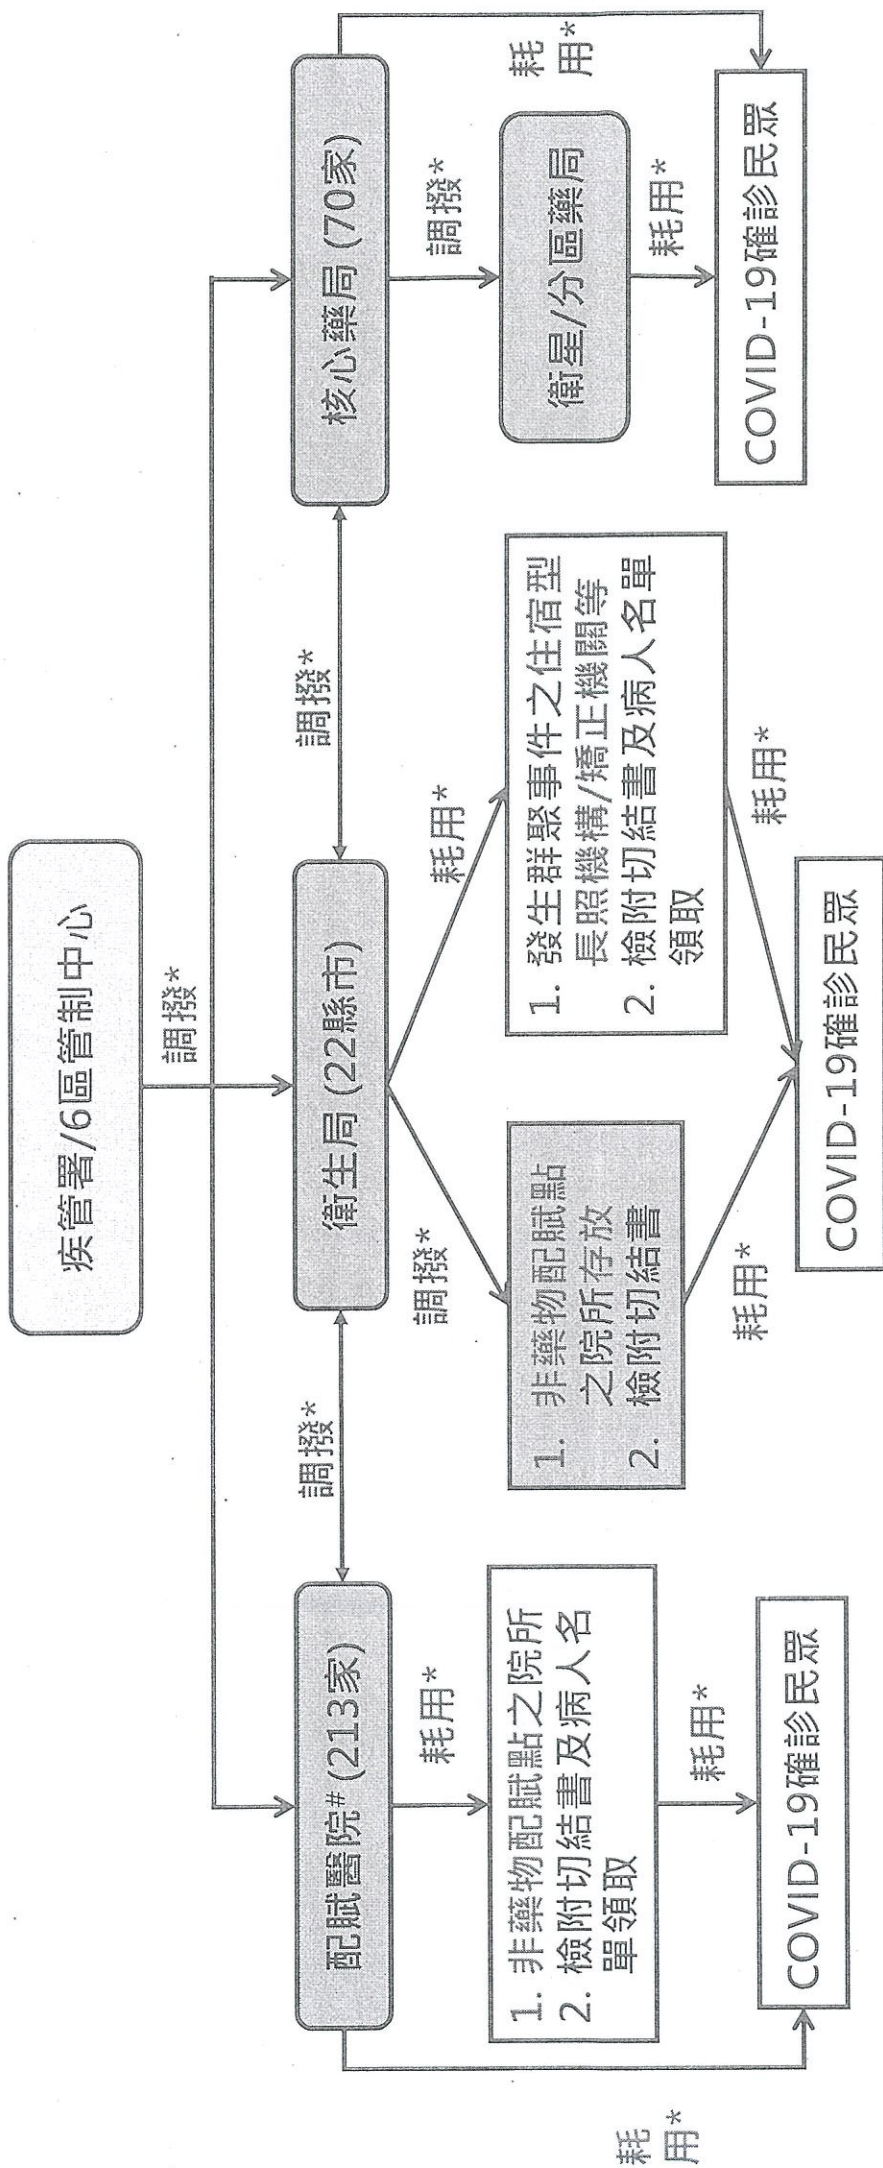 疾管署/6區管制中心
調撥*
配賦醫院# (213家)
調撥*
衛生局 (22縣市)
調撥*
核心藥局 (70家)
耗用*
耗用*
1. 非藥物配賦點之院所
2. 檢附切結書及病人名
單領取
耗用*
COVID-19確診民眾
調撥*
耗用*
1. 非藥物配賦點
之院所存放
2. 檢附切結書
1. 發生群聚事件之住宿型
長照機構/矯正機關等
2. 檢附切結書及病人名單
領取
耗用*
耗用*
COVID-19確診民眾
調撥*
耗
用*
衛星/分區藥局
耗用*
COVID-19確診民眾